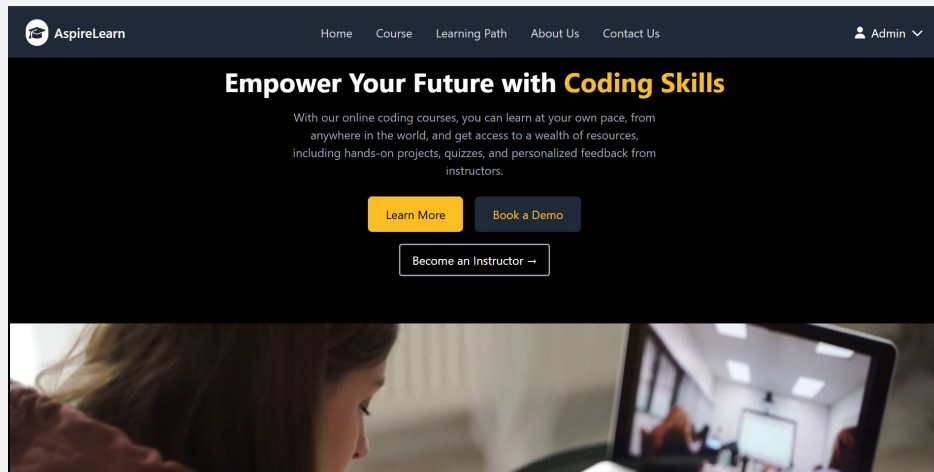 AspireLearn
Home Course Learning Path About Us Contact Us
Admin
Empower Your Future with Coding Skills
With our online coding courses, you can learn at your own pace, from
anywhere in the world, and get access to a wealth of resources,
including hands-on projects, quizzes, and personalized feedback from
instructors.
Learn More Book a Demo
Become an Instructor →